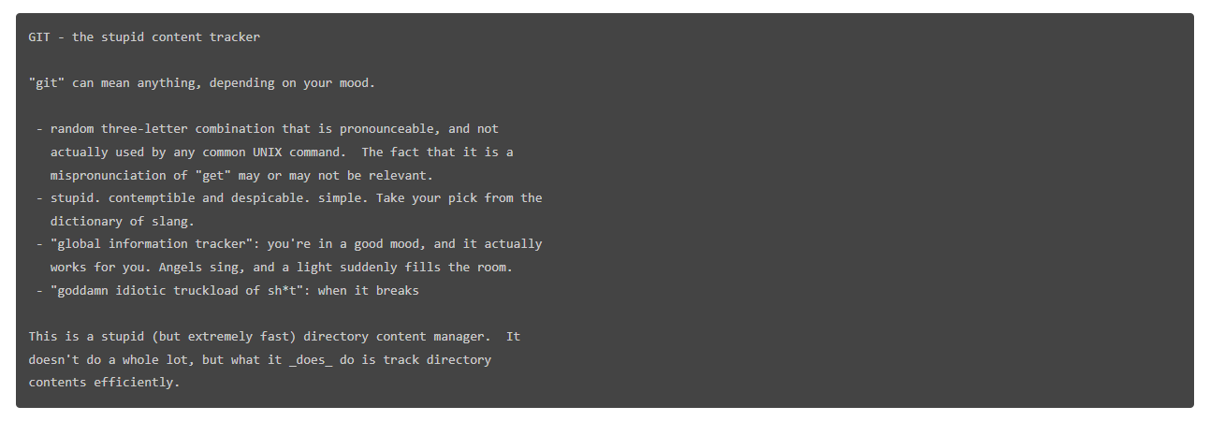 GIT - the stupid content tracker
"git" can mean anything, depending on your mood.
- random three-letter combination that is pronounceable, and not
actually used by any common UNIX command.  The fact that it is a
mispronunciation of "get" may or may not be relevant.
- stupid. contemptible and despicable. simple. Take your pick from the
dictionary of slang.
- "global information tracker": you're in a good mood, and it actually
works for you. Angels sing, and a light suddenly fills the room.
- "goddamn idiotic truckload of sh*t": when it breaks
This is a stupid (but extremely fast) directory content manager.  It
doesn't do a whole lot, but what it _does_ do is track directory
contents efficiently.